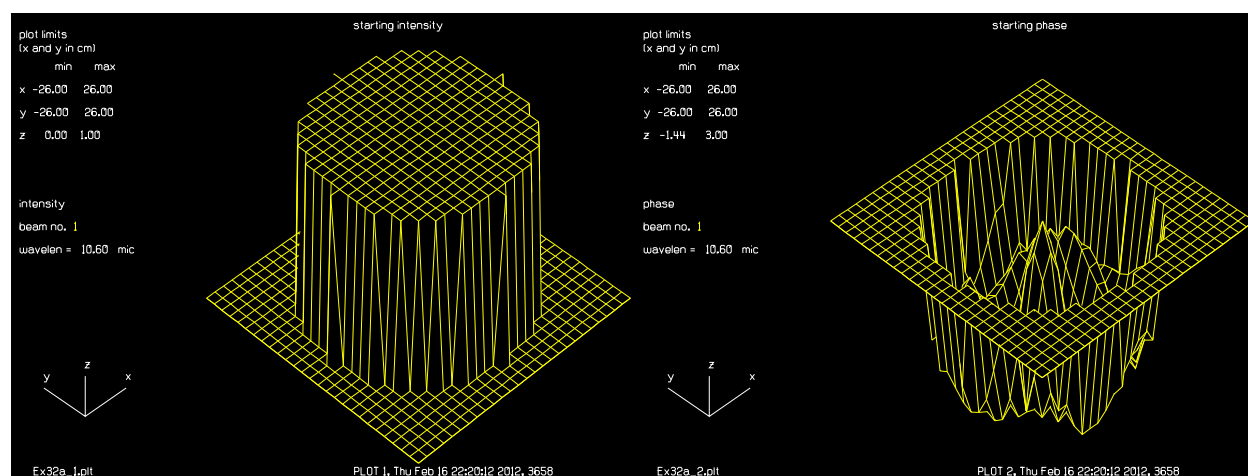 starting intensity
plot limits
(x and y in cm)
min max
x -26.00 26.00
y -26.00 26.00
z 0.00 1.00
intensity
beam no. 1
wavelen = 10.60 mic
z
y x
Ex32a_1.plt
PLOT 1, Thu Feb 16 22:20:12 2012, 3658
starting phase
plot limits
(x and y in cm)
min max
x -26.00 26.00
y -26.00 26.00
z -1.44 3.00
phase
beam no. 1
wavelen = 10.60 mic
z
y x
Ex32a_2.plt
PLOT 2, Thu Feb 16 22:20:12 2012, 3658